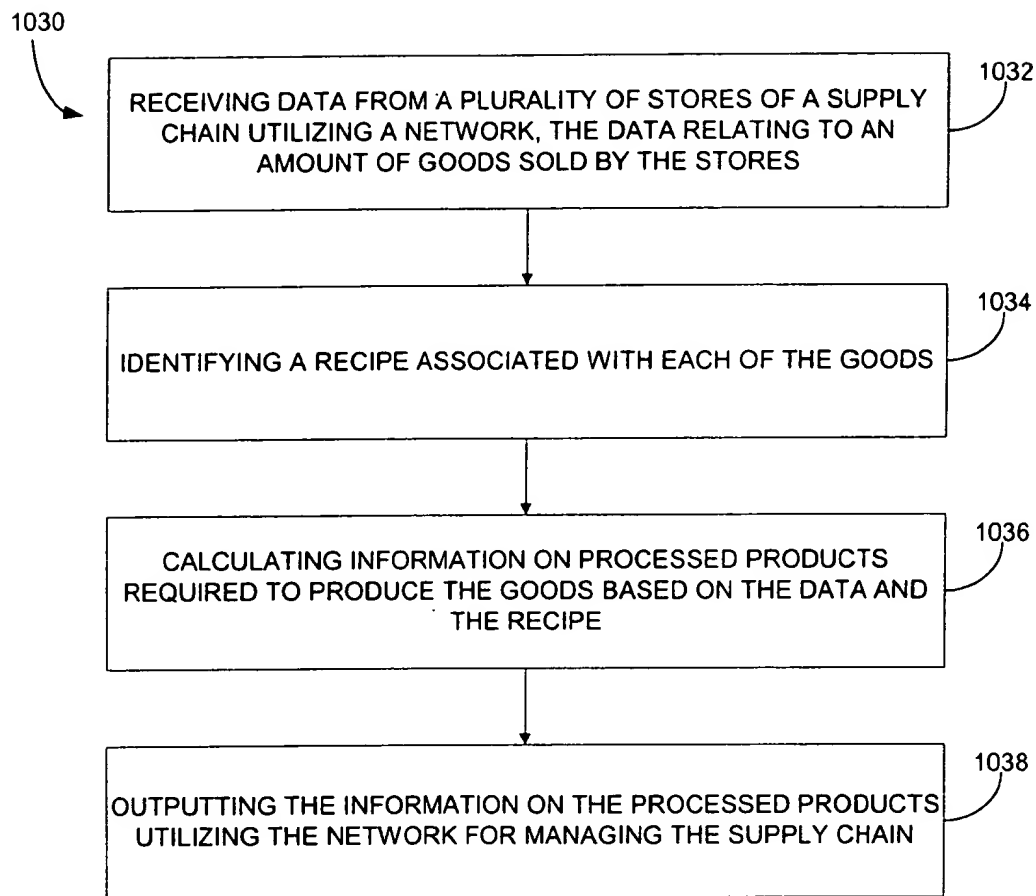 1030
1032
RECEIVING DATA FROM A PLURALITY OF STORES OF A SUPPLY
CHAIN UTILIZING A NETWORK, THE DATA RELATING TO AN
AMOUNT OF GOODS SOLD BY THE STORES
1034
IDENTIFYING A RECIPE ASSOCIATED WITH EACH OF THE GOODS
1036
CALCULATING INFORMATION ON PROCESSED PRODUCTS
REQUIRED TO PRODUCE THE GOODS BASED ON THE DATA AND
THE RECIPE
1038
OUTPUTTING THE INFORMATION ON THE PROCESSED PRODUCTS
UTILIZING THE NETWORK FOR MANAGING THE SUPPLY CHAIN